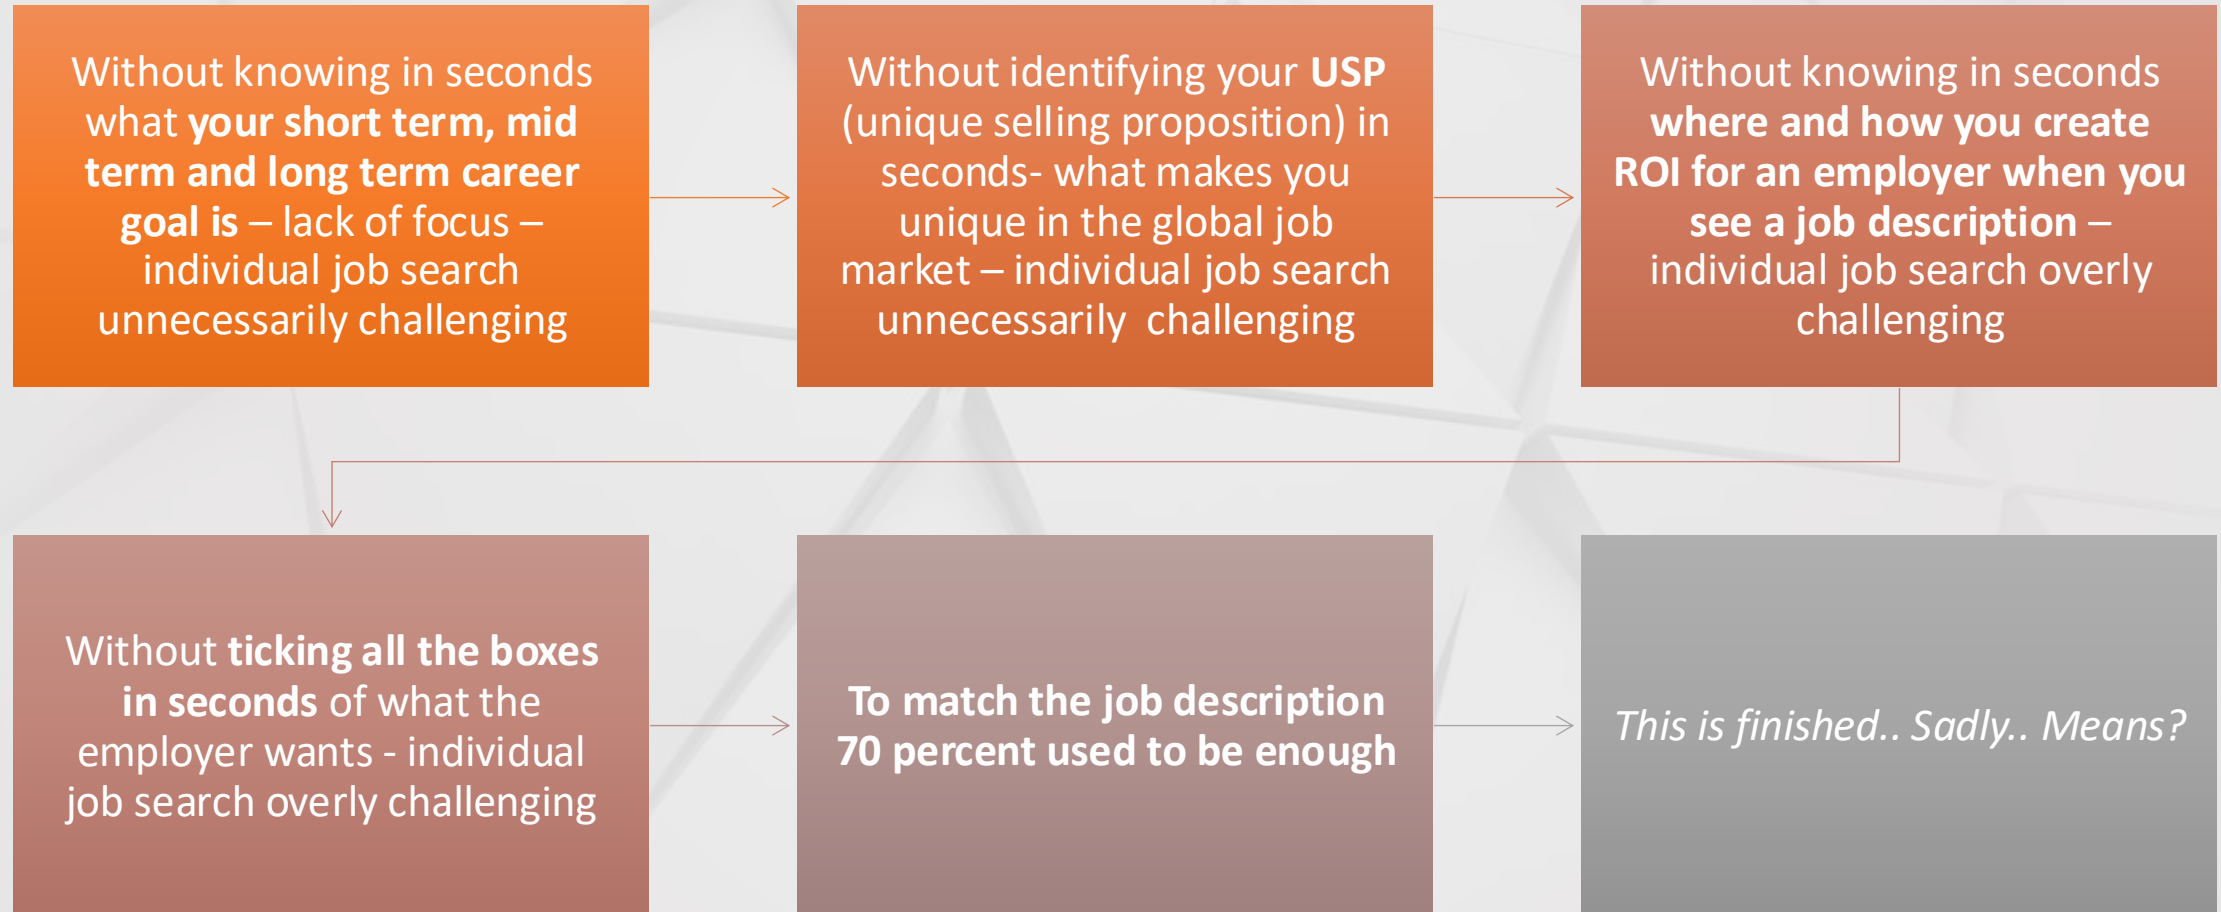 Without knowing in seconds
what your short term, mid
term and long term career
goal is – lack of focus –
individual job search
unnecessarily challenging
Without identifying your USP
(unique selling proposition) in
seconds- what makes you
unique in the global job
market – individual job search
unnecessarily  challenging
Without knowing in seconds
where and how you create
ROI for an employer when you
see a job description –
individual job search overly
challenging
Without ticking all the boxes
in seconds of what the
employer wants - individual
job search overly challenging
To match the job description
70 percent used to be enough
This is finished.. Sadly.. Means?